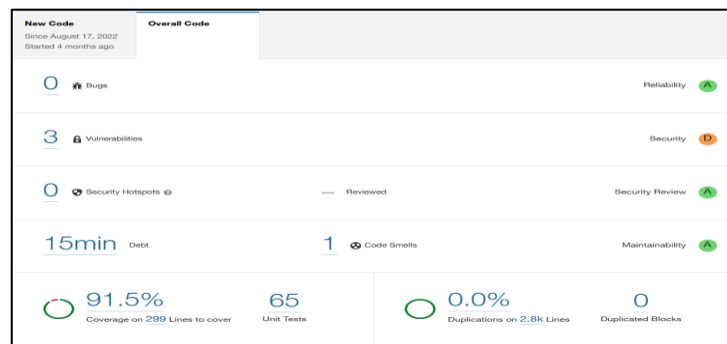 New Code
Since August 17, 2022
Started 4 months ago
Overall Code
0 Bugs Reliability A
3 Vulnerabilities Security D
0 Security Hotspots ? — Reviewed Security Review A
15min Debt 1 Code Smells Maintainability A
91.5%
Coverage on 299 Lines to cover
65
Unit Tests
0.0%
Duplications on 2.8k Lines
0
Duplicated Blocks